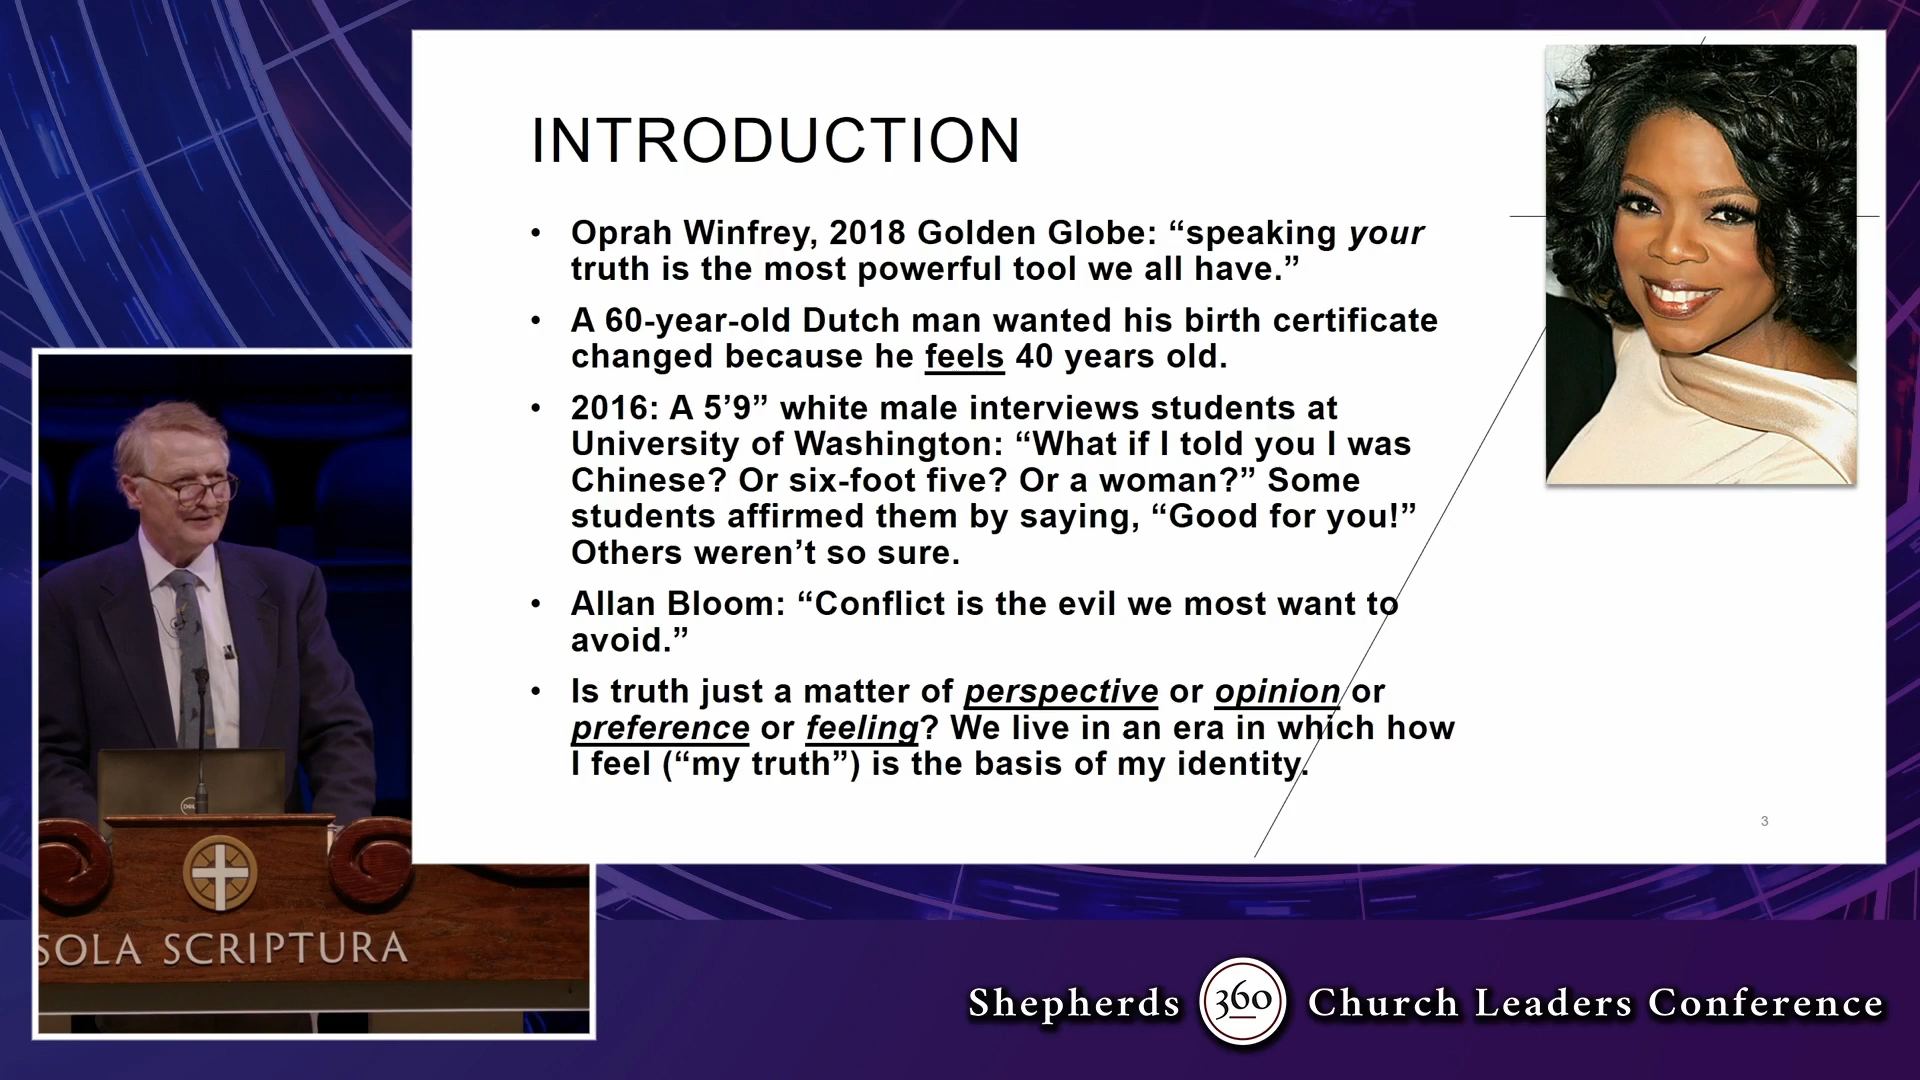 INTRODUCTION
• Oprah Winfrey, 2018 Golden Globe: “speaking your
truth is the most powerful tool we all have.”
• A 60-year-old Dutch man wanted his birth certificate
changed because he feels 40 years old.
• 2016: A 5’9” white male interviews students at
University of Washington: “What if I told you I was
Chinese? Or six-foot five? Or a woman?” Some
students affirmed them by saying, “Good for you!”
Others weren’t so sure.
• Allan Bloom: “Conflict is the evil we most want to
avoid.”
• Is truth just a matter of perspective or opinion or
preference or feeling? We live in an era in which how
I feel (“my truth”) is the basis of my identity.
3
DELL
SOLA SCRIPTURA
Shepherds 360 Church Leaders Conference